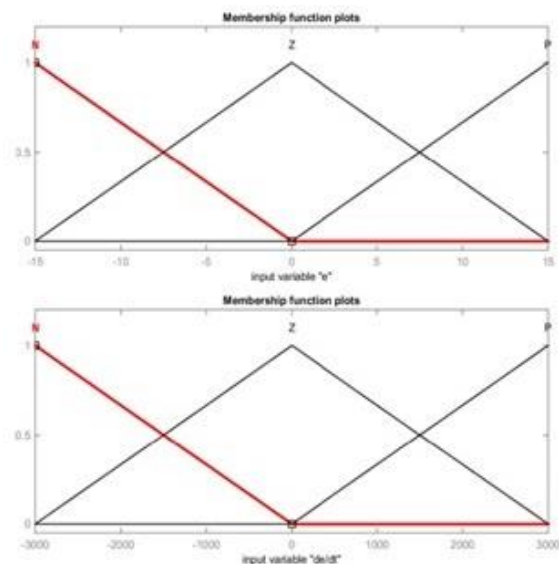 Membership function plots
N Z P
1
0.5
0
-15 -10 -5 0 5 10 15
input variable "e"
Membership function plots
N Z P
1
0.5
0
-3000 -2000 -1000 0 1000 2000 3000
input variable "de/dt"